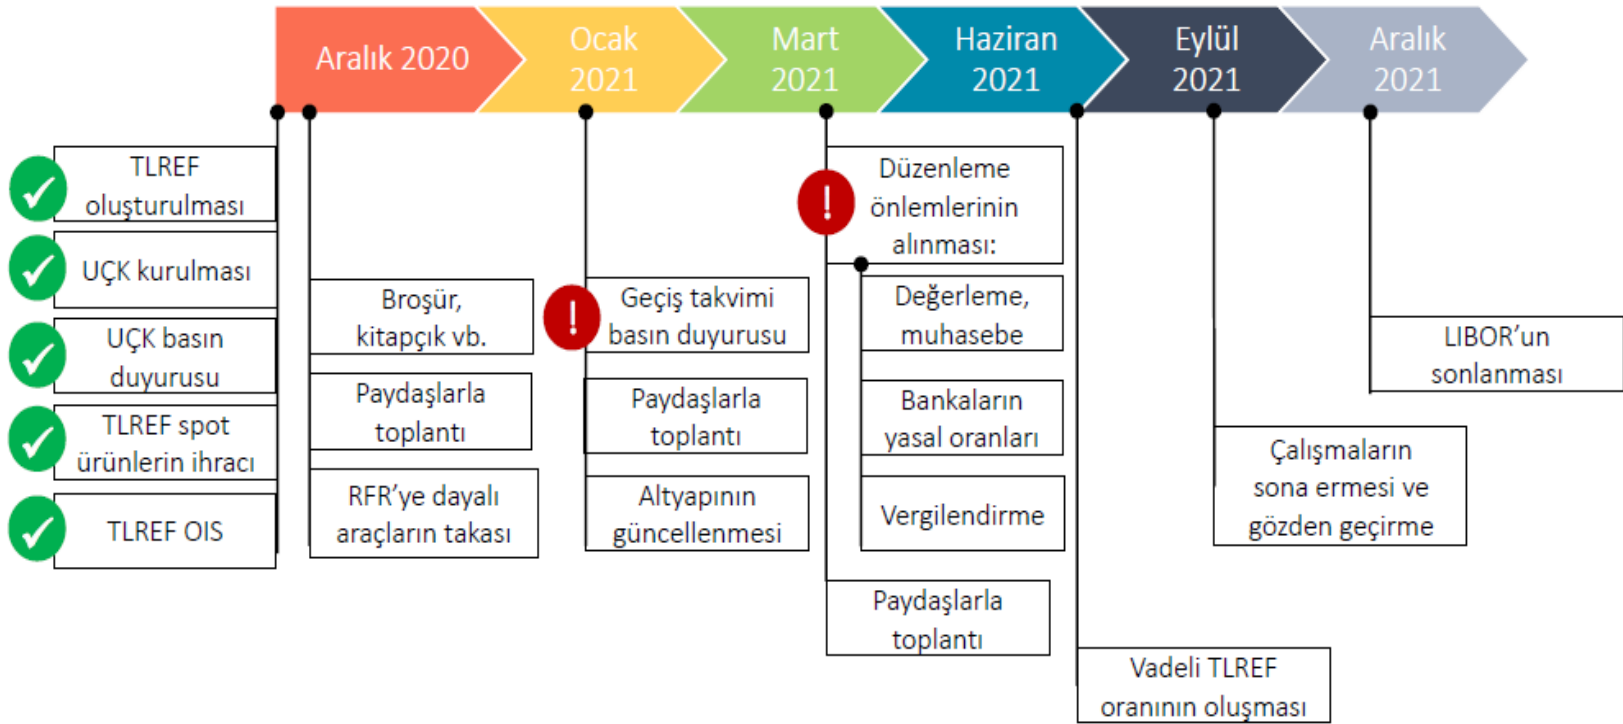 Aralık 2020
Ocak
2021
Mart
2021
Haziran
2021
Eylül
2021
Aralık
2021
TLREF
oluşturulması
UÇK kurulması
UÇK basın
duyurusu
TLREF spot
ürünlerin ihracı
TLREF OIS
Broşür,
kitapçık vb.
Paydaşlarla
toplantı
RFR’ye dayalı
araçların takası
Geçiş takvimi
basın duyurusu
Paydaşlarla
toplantı
Altyapının
güncellenmesi
Düzenleme
önlemlerinin
alınması:
Değerleme,
muhasebe
Bankaların
yasal oranları
Vergilendirme
Paydaşlarla
toplantı
Vadeli TLREF
oranının oluşması
Çalışmaların
sona ermesi ve
gözden geçirme
LIBOR’un
sonlanması